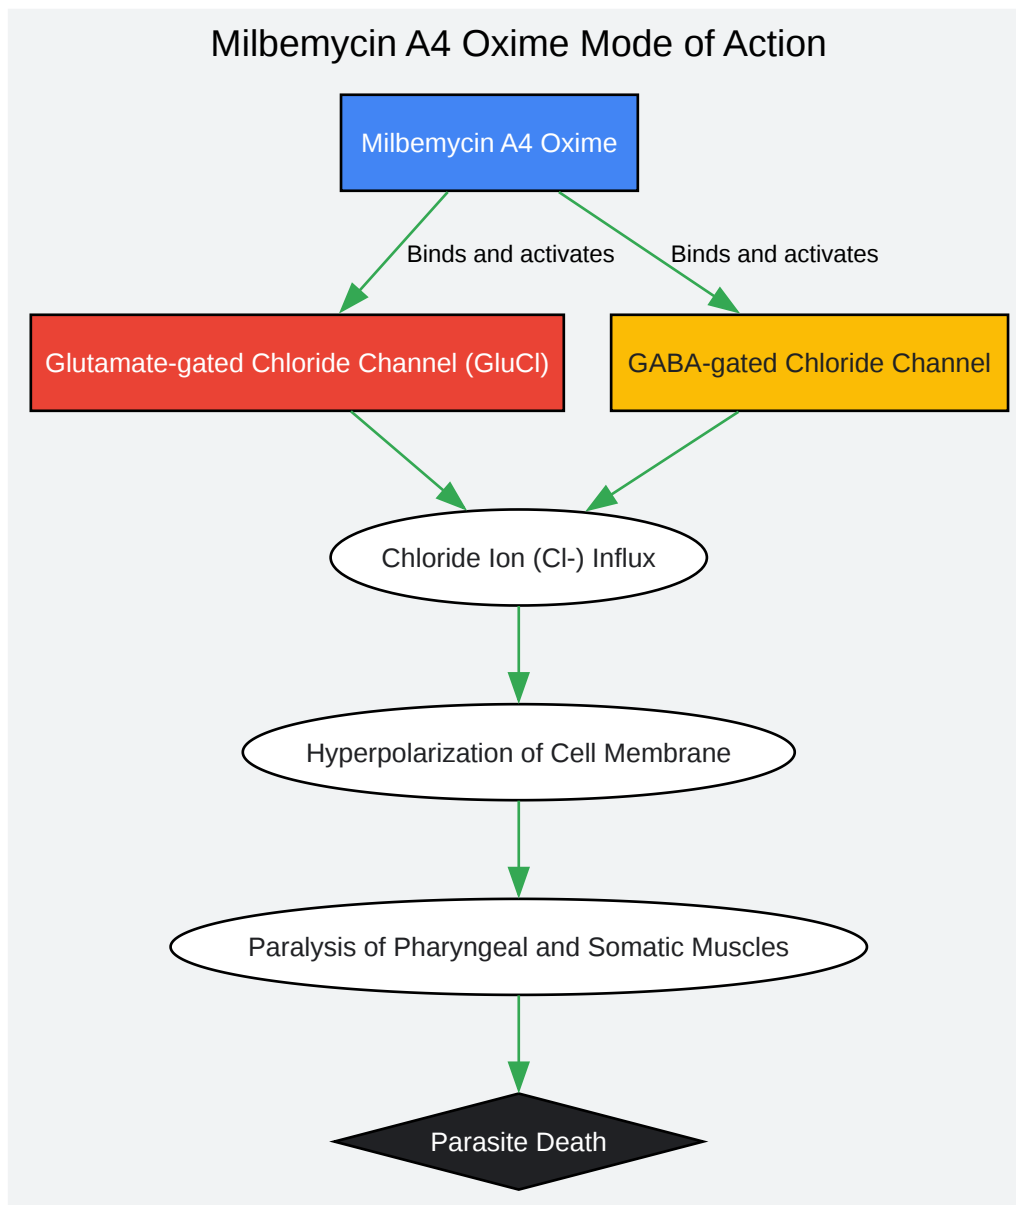 Milbemycin A4 Oxime Mode of Action
Milbemycin A4 Oxime
Binds and activates
Binds and activates
Glutamate-gated Chloride Channel (GluCl)
GABA-gated Chloride Channel
Chloride Ion (Cl-) Influx
Hyperpolarization of Cell Membrane
Paralysis of Pharyngeal and Somatic Muscles
Parasite Death